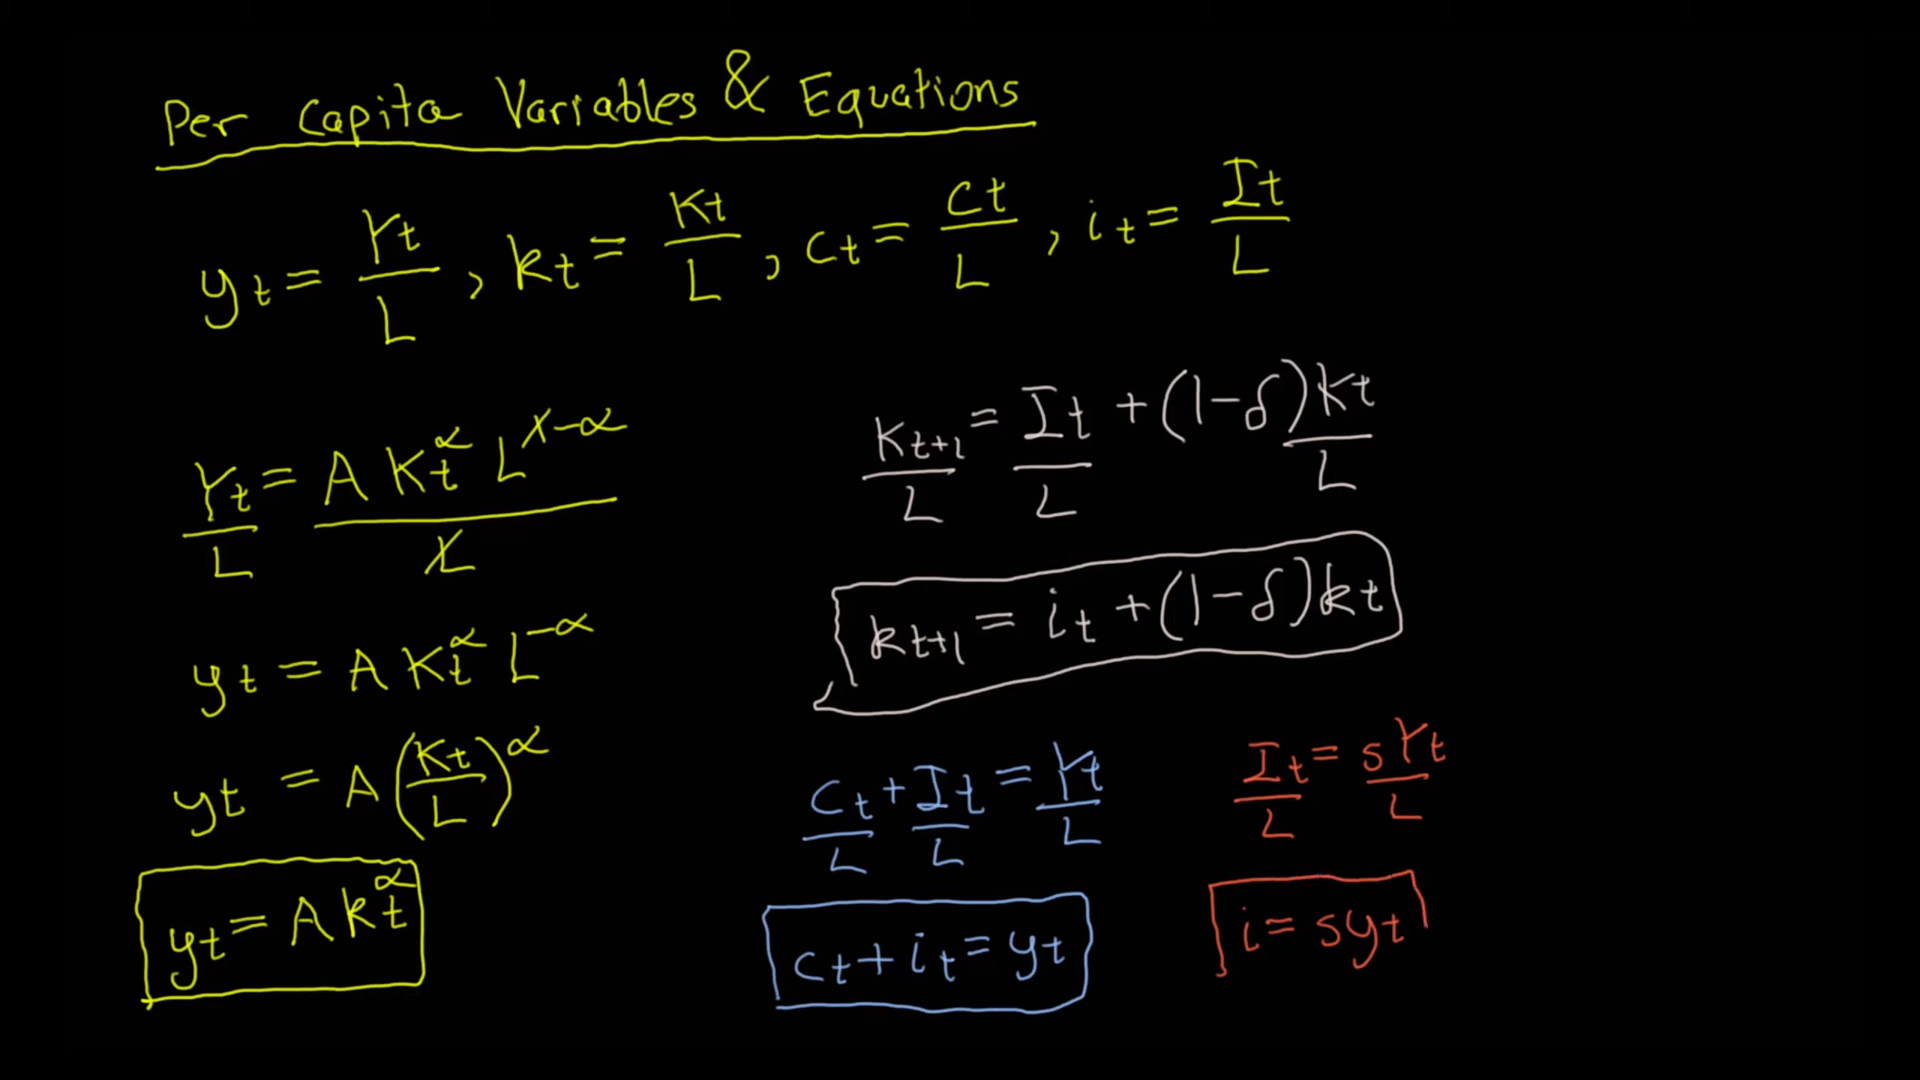 Per Capita Variables & Equations
yt = Yt/L , kt = Kt/L , ct = Ct/L , it = It/L
Yt/L = A Kt^α L^1-α / L
yt = A Kt^α L^-α
yt = A (Kt/L)^α
yt = A kt^α
Kt+1/L = It/L + (1-δ)Kt/L
kt+1 = it + (1-δ)kt
Ct/L + It/L = Yt/L
ct + it = yt
It/L = sYt/L
i = syt